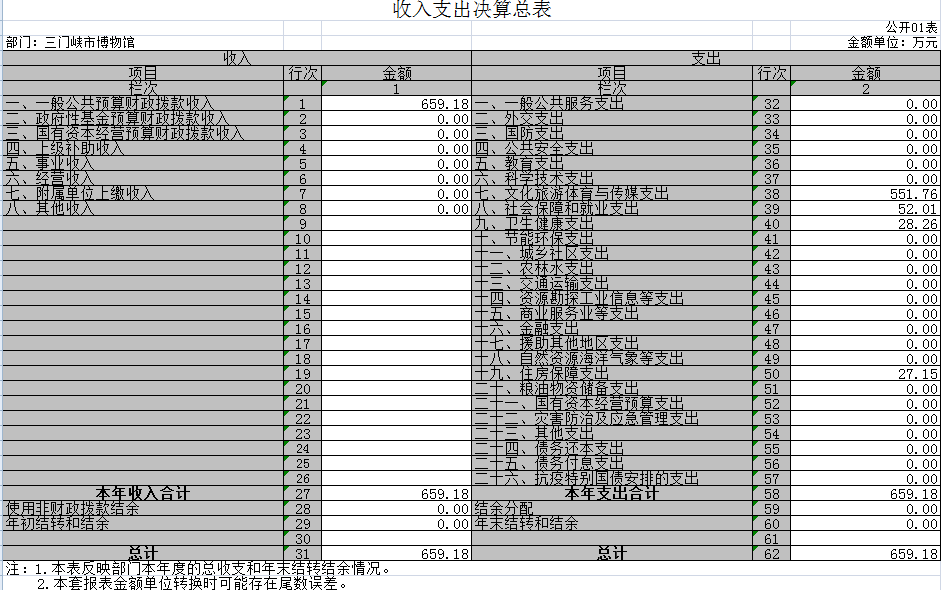 收入支出决算总表
公开01表
部门：三门峡市博物馆 金额单位：万元
收入 支出
项目 行次 金额 项目 行次 金额
栏次 1 栏次 2
一、一般公共预算财政拨款收入 1 659.18 一、一般公共服务支出 32 0.00
二、政府性基金预算财政拨款收入 2 0.00 二、外交支出 33 0.00
三、国有资本经营预算财政拨款收入 3 0.00 三、国防支出 34 0.00
四、上级补助收入 4 0.00 四、公共安全支出 35 0.00
五、事业收入 5 0.00 五、教育支出 36 0.00
六、经营收入 6 0.00 六、科学技术支出 37 0.00
七、附属单位上缴收入 7 0.00 七、文化旅游体育与传媒支出 38 551.76
八、其他收入 8 0.00 八、社会保障和就业支出 39 52.01
9 九、卫生健康支出 40 28.26
10 十、节能环保支出 41 0.00
11 十一、城乡社区支出 42 0.00
12 十二、农林水支出 43 0.00
13 十三、交通运输支出 44 0.00
14 十四、资源勘探工业信息等支出 45 0.00
15 十五、商业服务业等支出 46 0.00
16 十六、金融支出 47 0.00
17 十七、援助其他地区支出 48 0.00
18 十八、自然资源海洋气象等支出 49 0.00
19 十九、住房保障支出 50 27.15
20 二十、粮油物资储备支出 51 0.00
21 二十一、国有资本经营预算支出 52 0.00
22 二十二、灾害防治及应急管理支出 53 0.00
23 二十三、其他支出 54 0.00
24 二十四、债务还本支出 55 0.00
25 二十五、债务付息支出 56 0.00
26 二十六、抗疫特别国债安排的支出 57 0.00
本年收入合计 27 659.18 本年支出合计 58 659.18
使用非财政拨款结余 28 0.00 结余分配 59 0.00
年初结转和结余 29 0.00 年末结转和结余 60 0.00
30 61
总计 31 659.18 总计 62 659.18
注：1.本表反映部门本年度的总收支和年末结转结余情况。
2.本套报表金额单位转换时可能存在尾数误差。